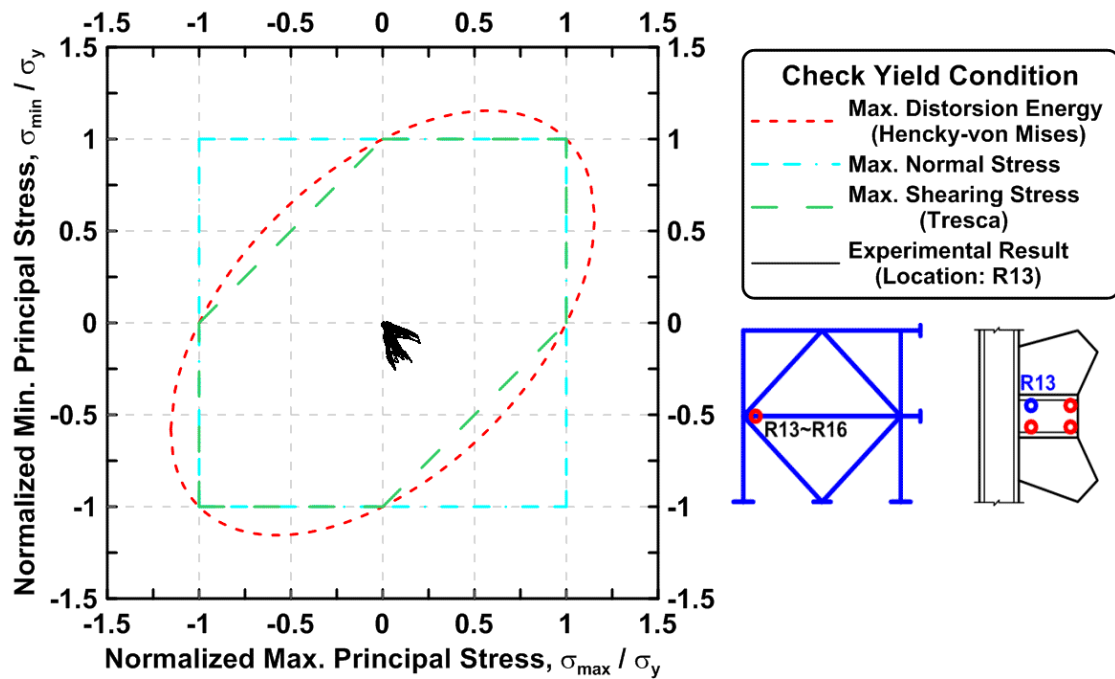 -1.5 -1 -0.5 0 0.5 1 1.5
Normalized Min. Principal Stress, σmin / σy
1.5 1.5
1 1
0.5 0.5
0 0
-0.5 -0.5
-1 -1
-1.5 -1.5
-1.5 -1 -0.5 0 0.5 1 1.5
Normalized Max. Principal Stress, σmax / σy
Check Yield Condition
Max. Distorsion Energy
(Hencky-von Mises)
Max. Normal Stress
Max. Shearing Stress
(Tresca)
Experimental Result
(Location: R13)
R13~R16
R13